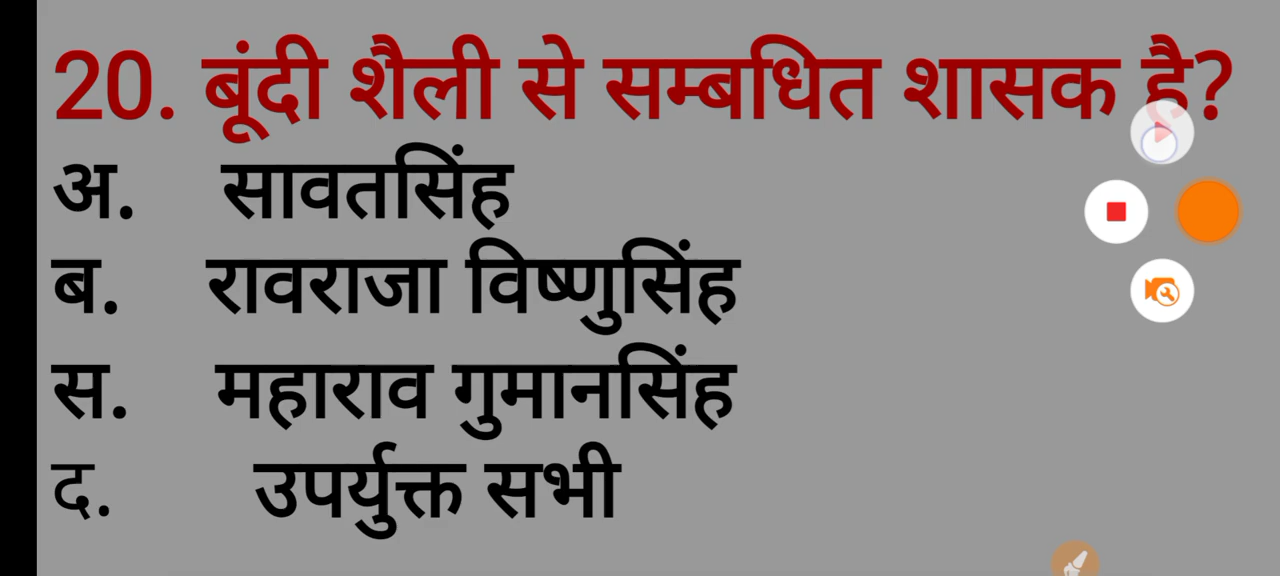 20. बूंदी शैली से सम्बधित शासक है?
अ. सावतसिंह
ब. रावराजा विष्णुसिंह
स. महाराव गुमानसिंह
द. उपर्युक्त सभी